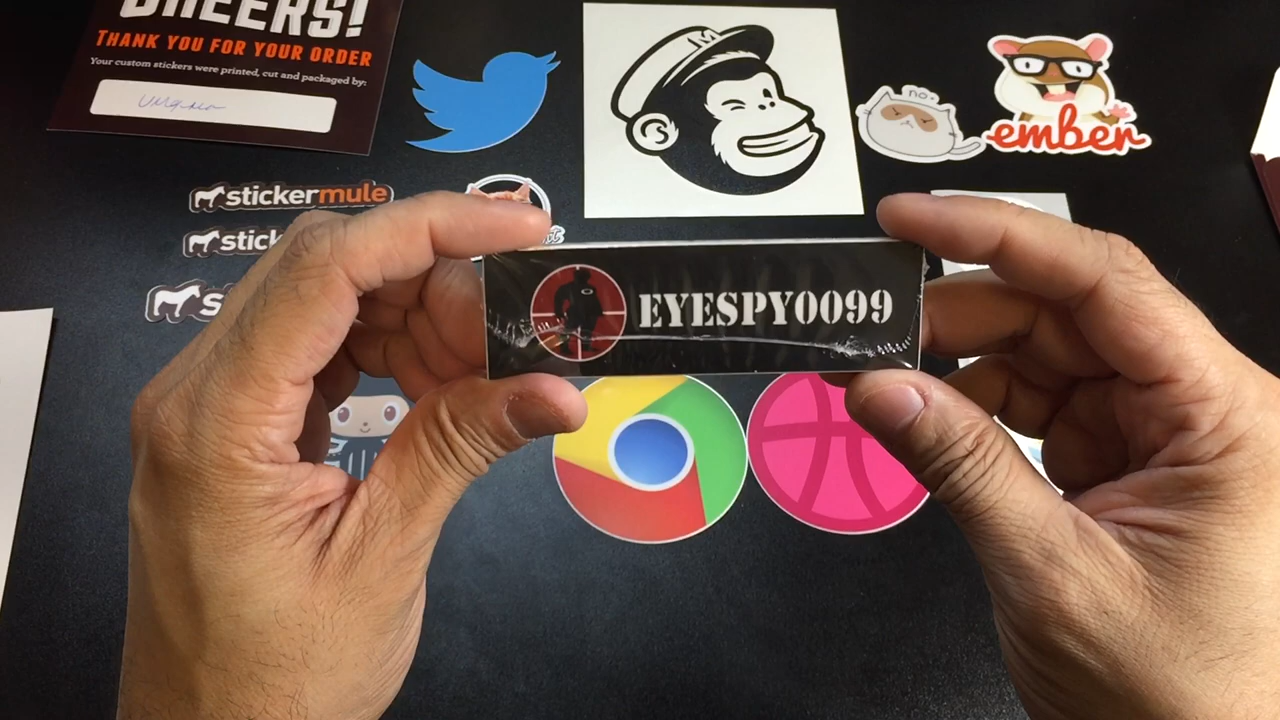 CHEERS!
THANK YOU FOR YOUR ORDER
Your custom stickers were printed, cut and packaged by:
M
no.
ember
stickermule
stick
s
EYESPY0099